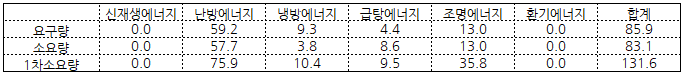 신재생에너지 난방에너지 냉방에너지 급탕에너지 조명에너지 환기에너지 합계
요구량 0.0 59.2 9.3 4.4 13.0 0.0 85.9
소요량 0.0 57.7 3.8 8.6 13.0 0.0 83.1
1차소요량 0.0 75.9 10.4 9.5 35.8 0.0 131.6